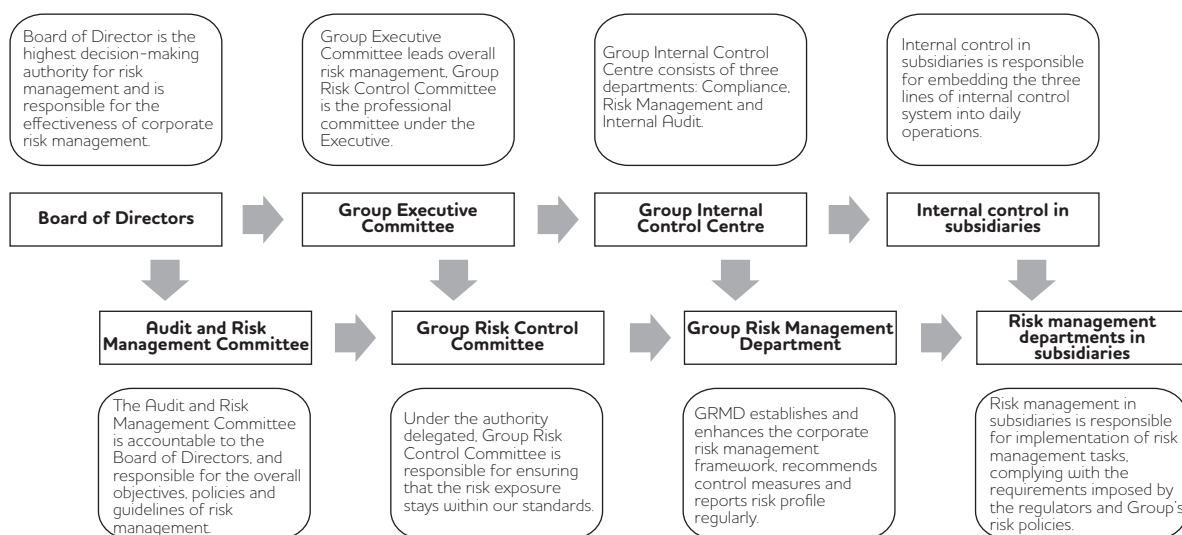 Board of Director is the
highest decision-making
authority for risk
management and is
responsible for the
effectiveness of corporate
risk management.
Group Executive
Committee leads overall
risk management, Group
Risk Control Committee
is the professional
committee under the
Executive.
Group Internal Control
Centre consists of three
departments: Compliance,
Risk Management and
Internal Audit.
Internal control in
subsidiaries is responsible
for embedding the three
lines of internal control
system into daily
operations.
Board of Directors
Group Executive
Committee
Group Internal
Control Centre
Internal control in
subsidiaries
Audit and Risk
Management Committee
Group Risk Control
Committee
Group Risk Management
Department
Risk management
departments in
subsidiaries
The Audit and Risk
Management Committee
is accountable to the
Board of Directors, and
responsible for the overall
objectives, policies and
guidelines of risk
management.
Under the authority
delegated, Group Risk
Control Committee is
responsible for ensuring
that the risk exposure
stays within our standards.
GRMD establishes and
enhances the corporate
risk management
framework, recommends
control measures and
reports risk profile
regularly.
Risk management in
subsidiaries is responsible
for implementation of risk
management tasks,
complying with the
requirements imposed by
the regulators and Group's
risk policies.